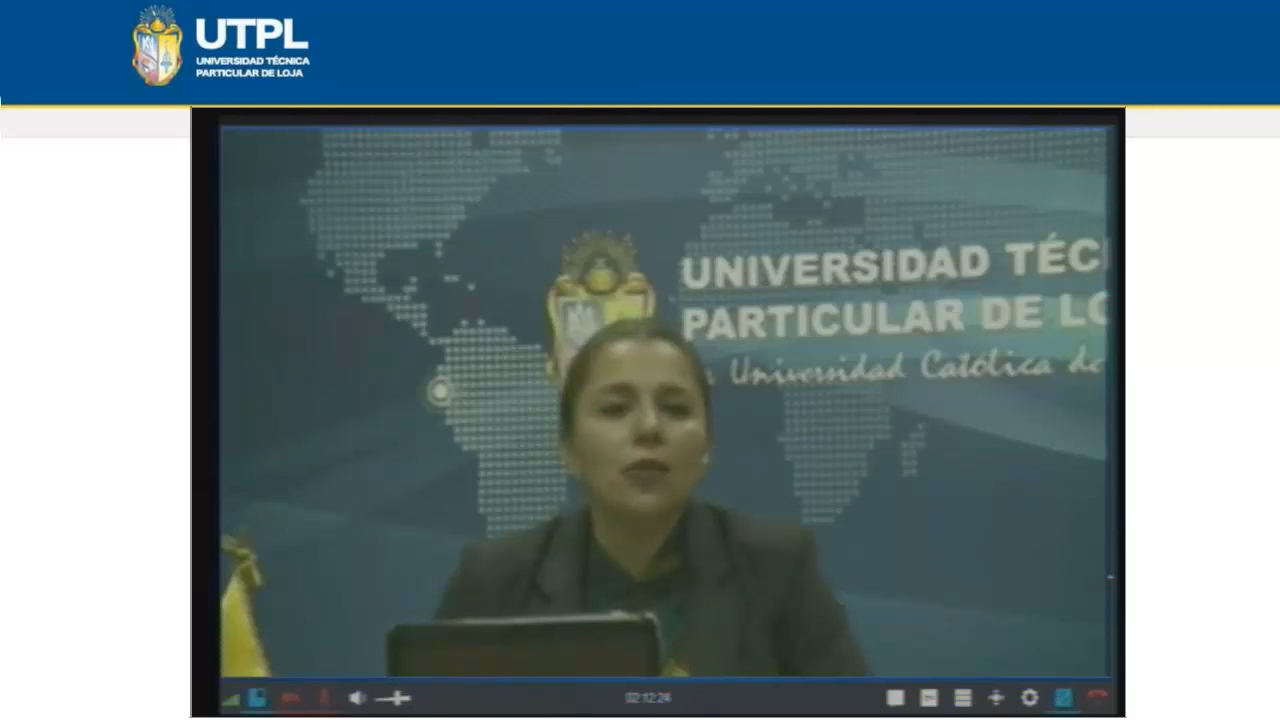 UTPL
UNIVERSIDAD TÉCNICA
PARTICULAR DE LOJA
UNIVERSIDAD TÉC
PARTICULAR DE LO
Universidad Católica de
02:12:24